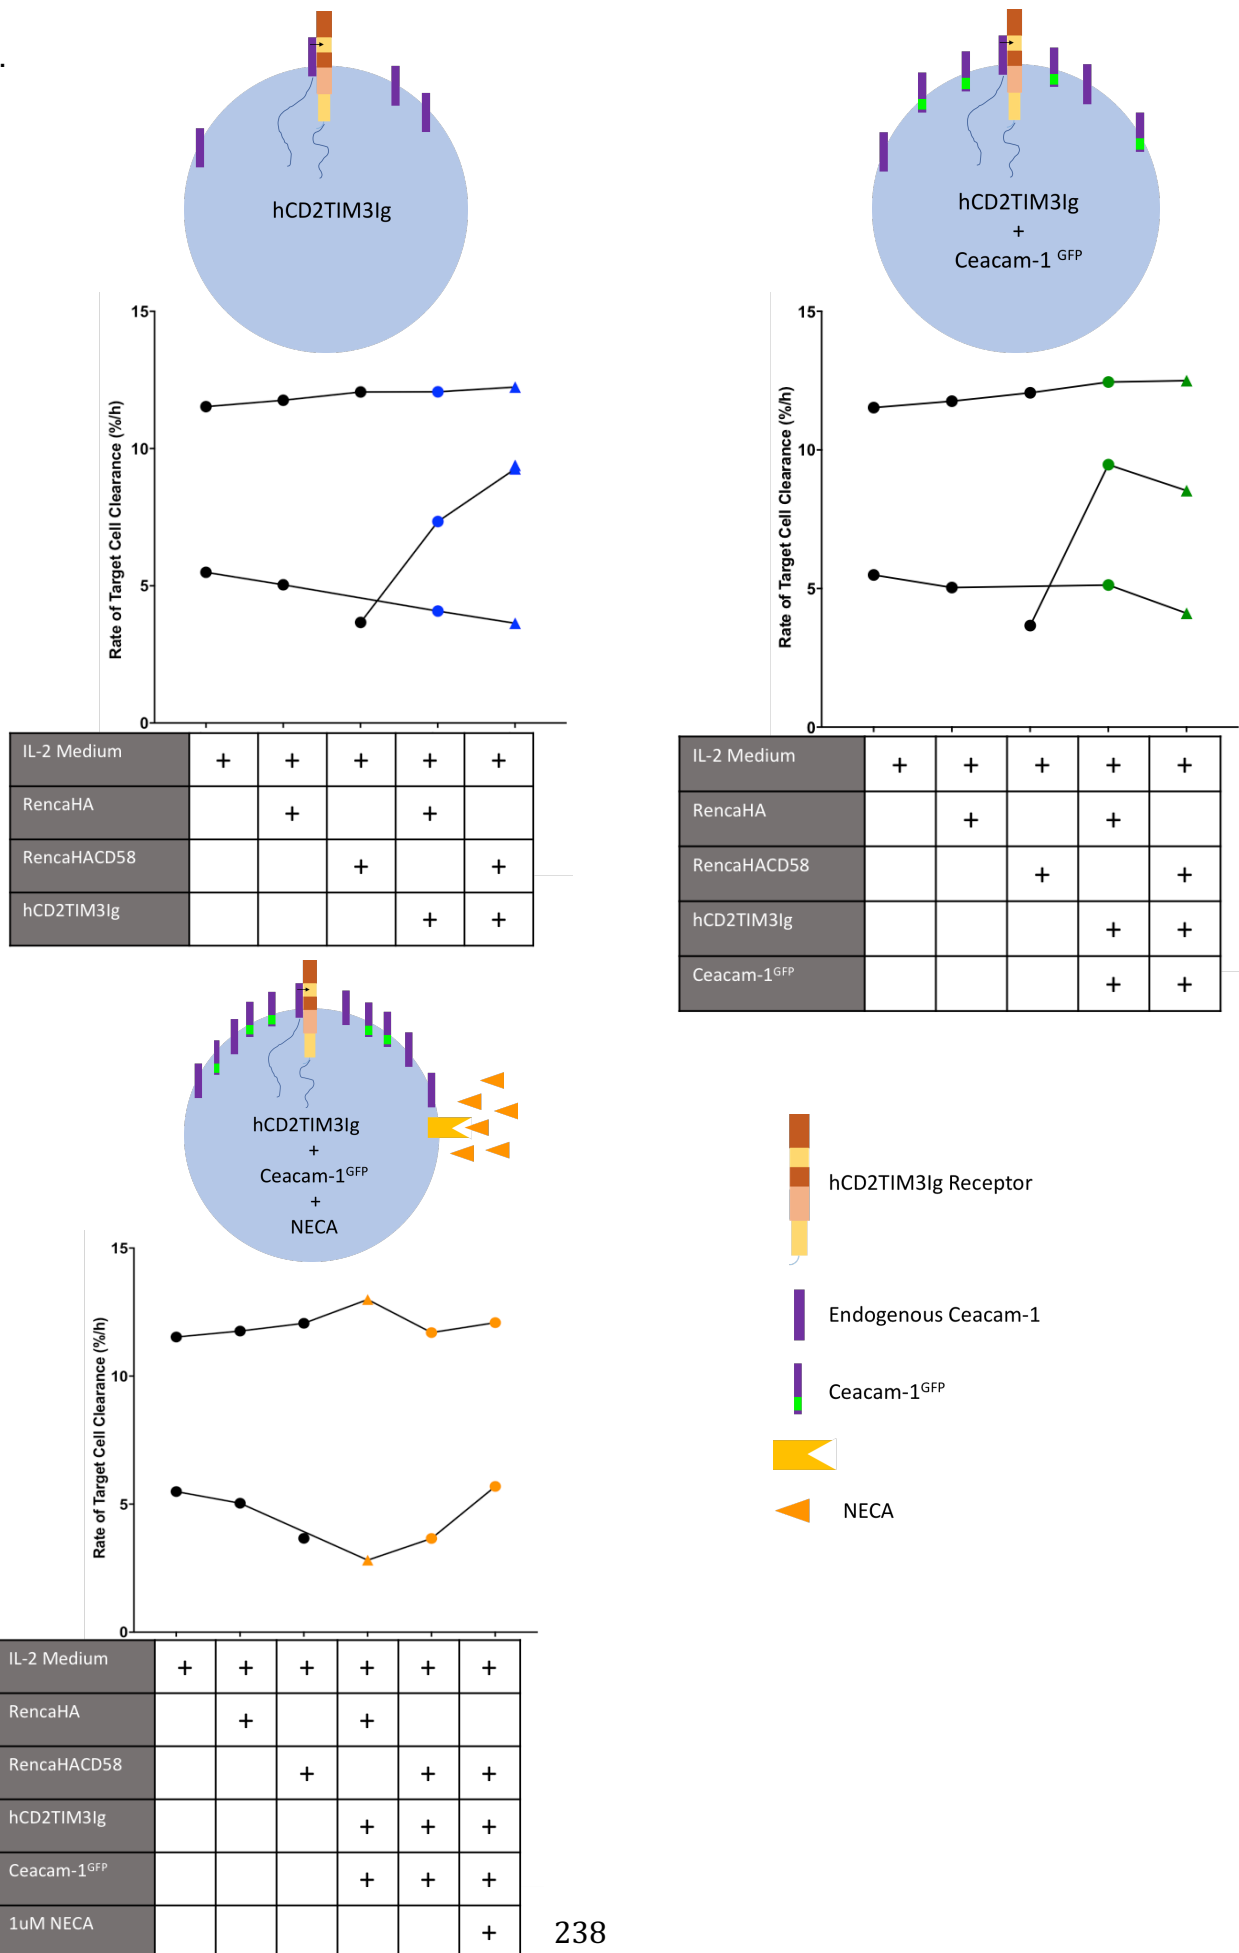 .
hCD2TIM3Ig
15
10
5
0
Rate of Target Cell Clearance (%/h)
IL-2 Medium + + + + +
RencaHA + +
RencaHACD58 + +
hCD2TIM3Ig + +
hCD2TIM3Ig
+
Ceacam-1 GFP
15
10
5
0
Rate of Target Cell Clearance (%/h)
IL-2 Medium + + + + +
RencaHA + +
RencaHACD58 + +
hCD2TIM3Ig + +
Ceacam-1GFP + +
hCD2TIM3Ig
+
Ceacam-1GFP
+
NECA
15
10
5
0
Rate of Target Cell Clearance (%/h)
IL-2 Medium + + + + + +
RencaHA + +
RencaHACD58 + + +
hCD2TIM3Ig + + +
Ceacam-1GFP + + +
1uM NECA +
hCD2TIM3Ig Receptor
Endogenous Ceacam-1
Ceacam-1GFP
NECA
238